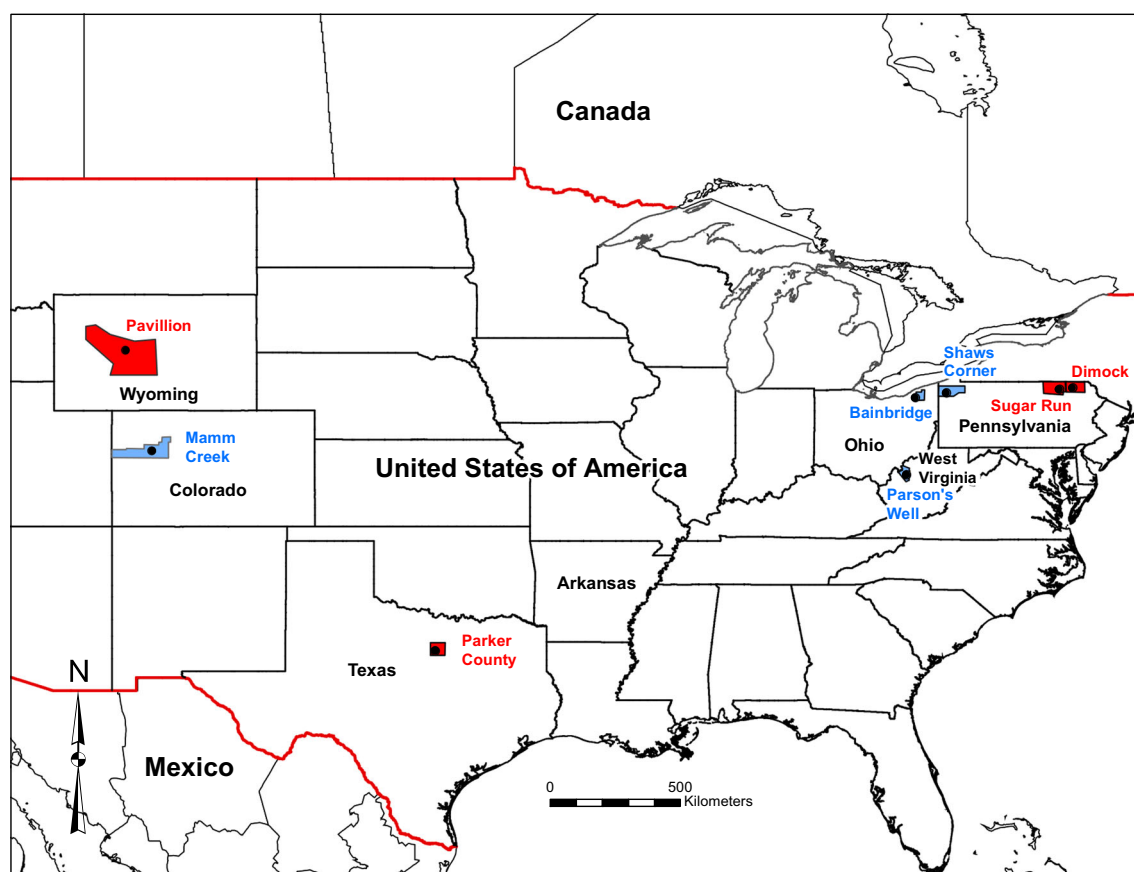 Canada
Pavillion
Wyoming
Shaws
Corner
Dimock
Bainbridge
Sugar Run
Pennsylvania
Ohio
Mamm
Creek
Colorado
United States of America
West
Virginia
Parson's
Well
Arkansas
Parker
County
Texas
N
Mexico
0 500
Kilometers